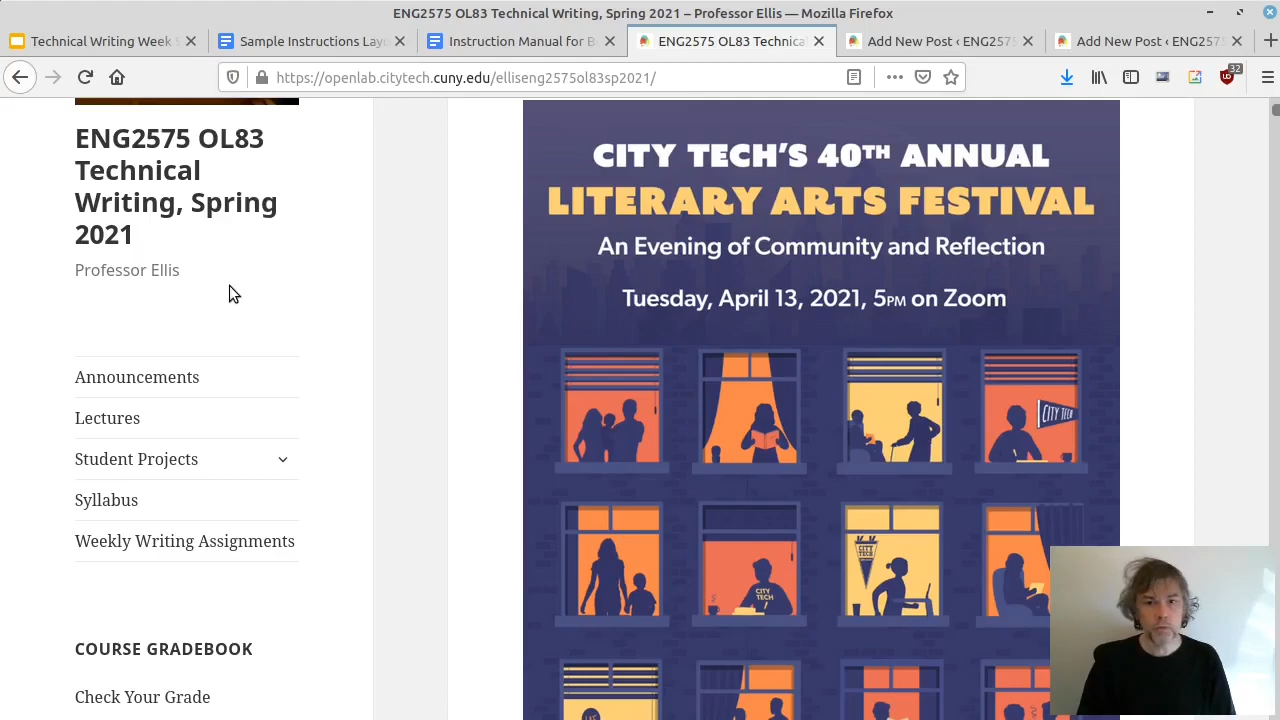 ENG2575 OL83 Technical Writing, Spring 2021 – Professor Ellis — Mozilla Firefox
Technical Writing Week
Sample Instructions Layo
Instruction Manual for B
ENG2575 OL83 Technica
Add New Post ‹ ENG257
Add New Post ‹ ENG257
https://openlab.citytech.cuny.edu/elliseng2575ol83sp2021/
32
ENG2575 OL83
Technical
Writing, Spring
2021
Professor Ellis
Announcements
Lectures
Student Projects
Syllabus
Weekly Writing Assignments
COURSE GRADEBOOK
Check Your Grade
CITY TECH'S 40TH ANNUAL
LITERARY ARTS FESTIVAL
An Evening of Community and Reflection
Tuesday, April 13, 2021, 5PM on Zoom
CITY TECH
CITY
TECH
CITY
TECH